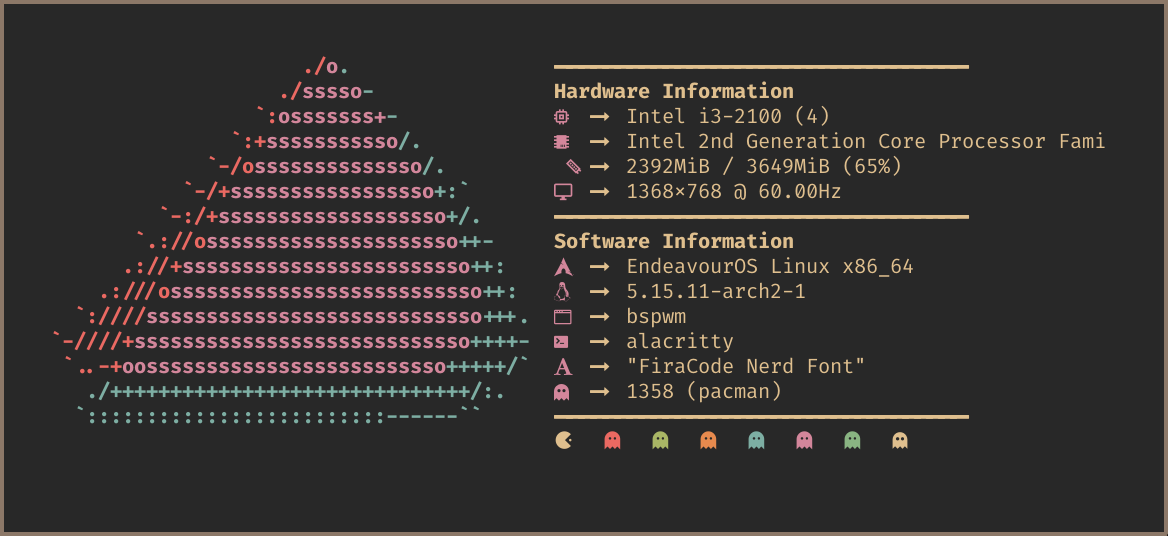 ./o.
./sssso-
`:osssssss+-
`:+sssssssssso/.
`-/ossssssssssssso/.
`-/+sssssssssssssssso+:`
`-:/+sssssssssssssssssso+/.
`.://osssssssssssssssssssso++-
.://+ssssssssssssssssssssssso++:
.:///ossssssssssssssssssssssssso++:
`:////ssssssssssssssssssssssssssso+++.
`-////+ssssssssssssssssssssssssssso++++-
`..-+oosssssssssssssssssssssssso+++++/`
./++++++++++++++++++++++++++++++/:.
`:::::::::::::::::::::::::------``
Hardware Information
→ Intel i3-2100 (4)
→ Intel 2nd Generation Core Processor Fami
→ 2392MiB / 3649MiB (65%)
→ 1368×768 @ 60.00Hz
Software Information
→ EndeavourOS Linux x86_64
→ 5.15.11-arch2-1
→ bspwm
→ alacritty
→ "FiraCode Nerd Font"
→ 1358 (pacman)